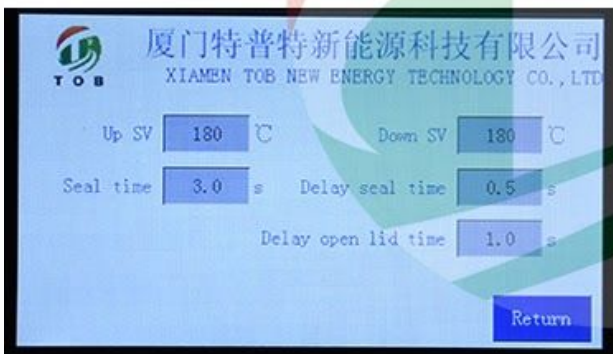 厦门特普特新能源科技有限公司
TOB XIAMEN TOB NEW ENERGY TECHNOLOGY CO., LTD
Up SV 180 ℃ Down SV 180 ℃
Seal time 3.0 s Delay seal time 0.5 s
Delay open lid time 1.0 s
Return